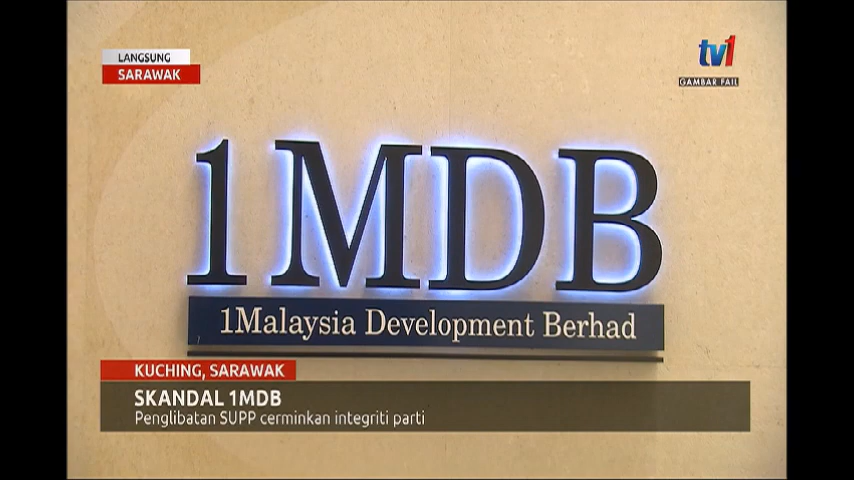 LANGSUNG
SARAWAK
tv1
GAMBAR FAIL
1MDB
1Malaysia Development Berhad
KUCHING, SARAWAK
SKANDAL 1MDB
Penglibatan SUPP cerminkan integriti parti